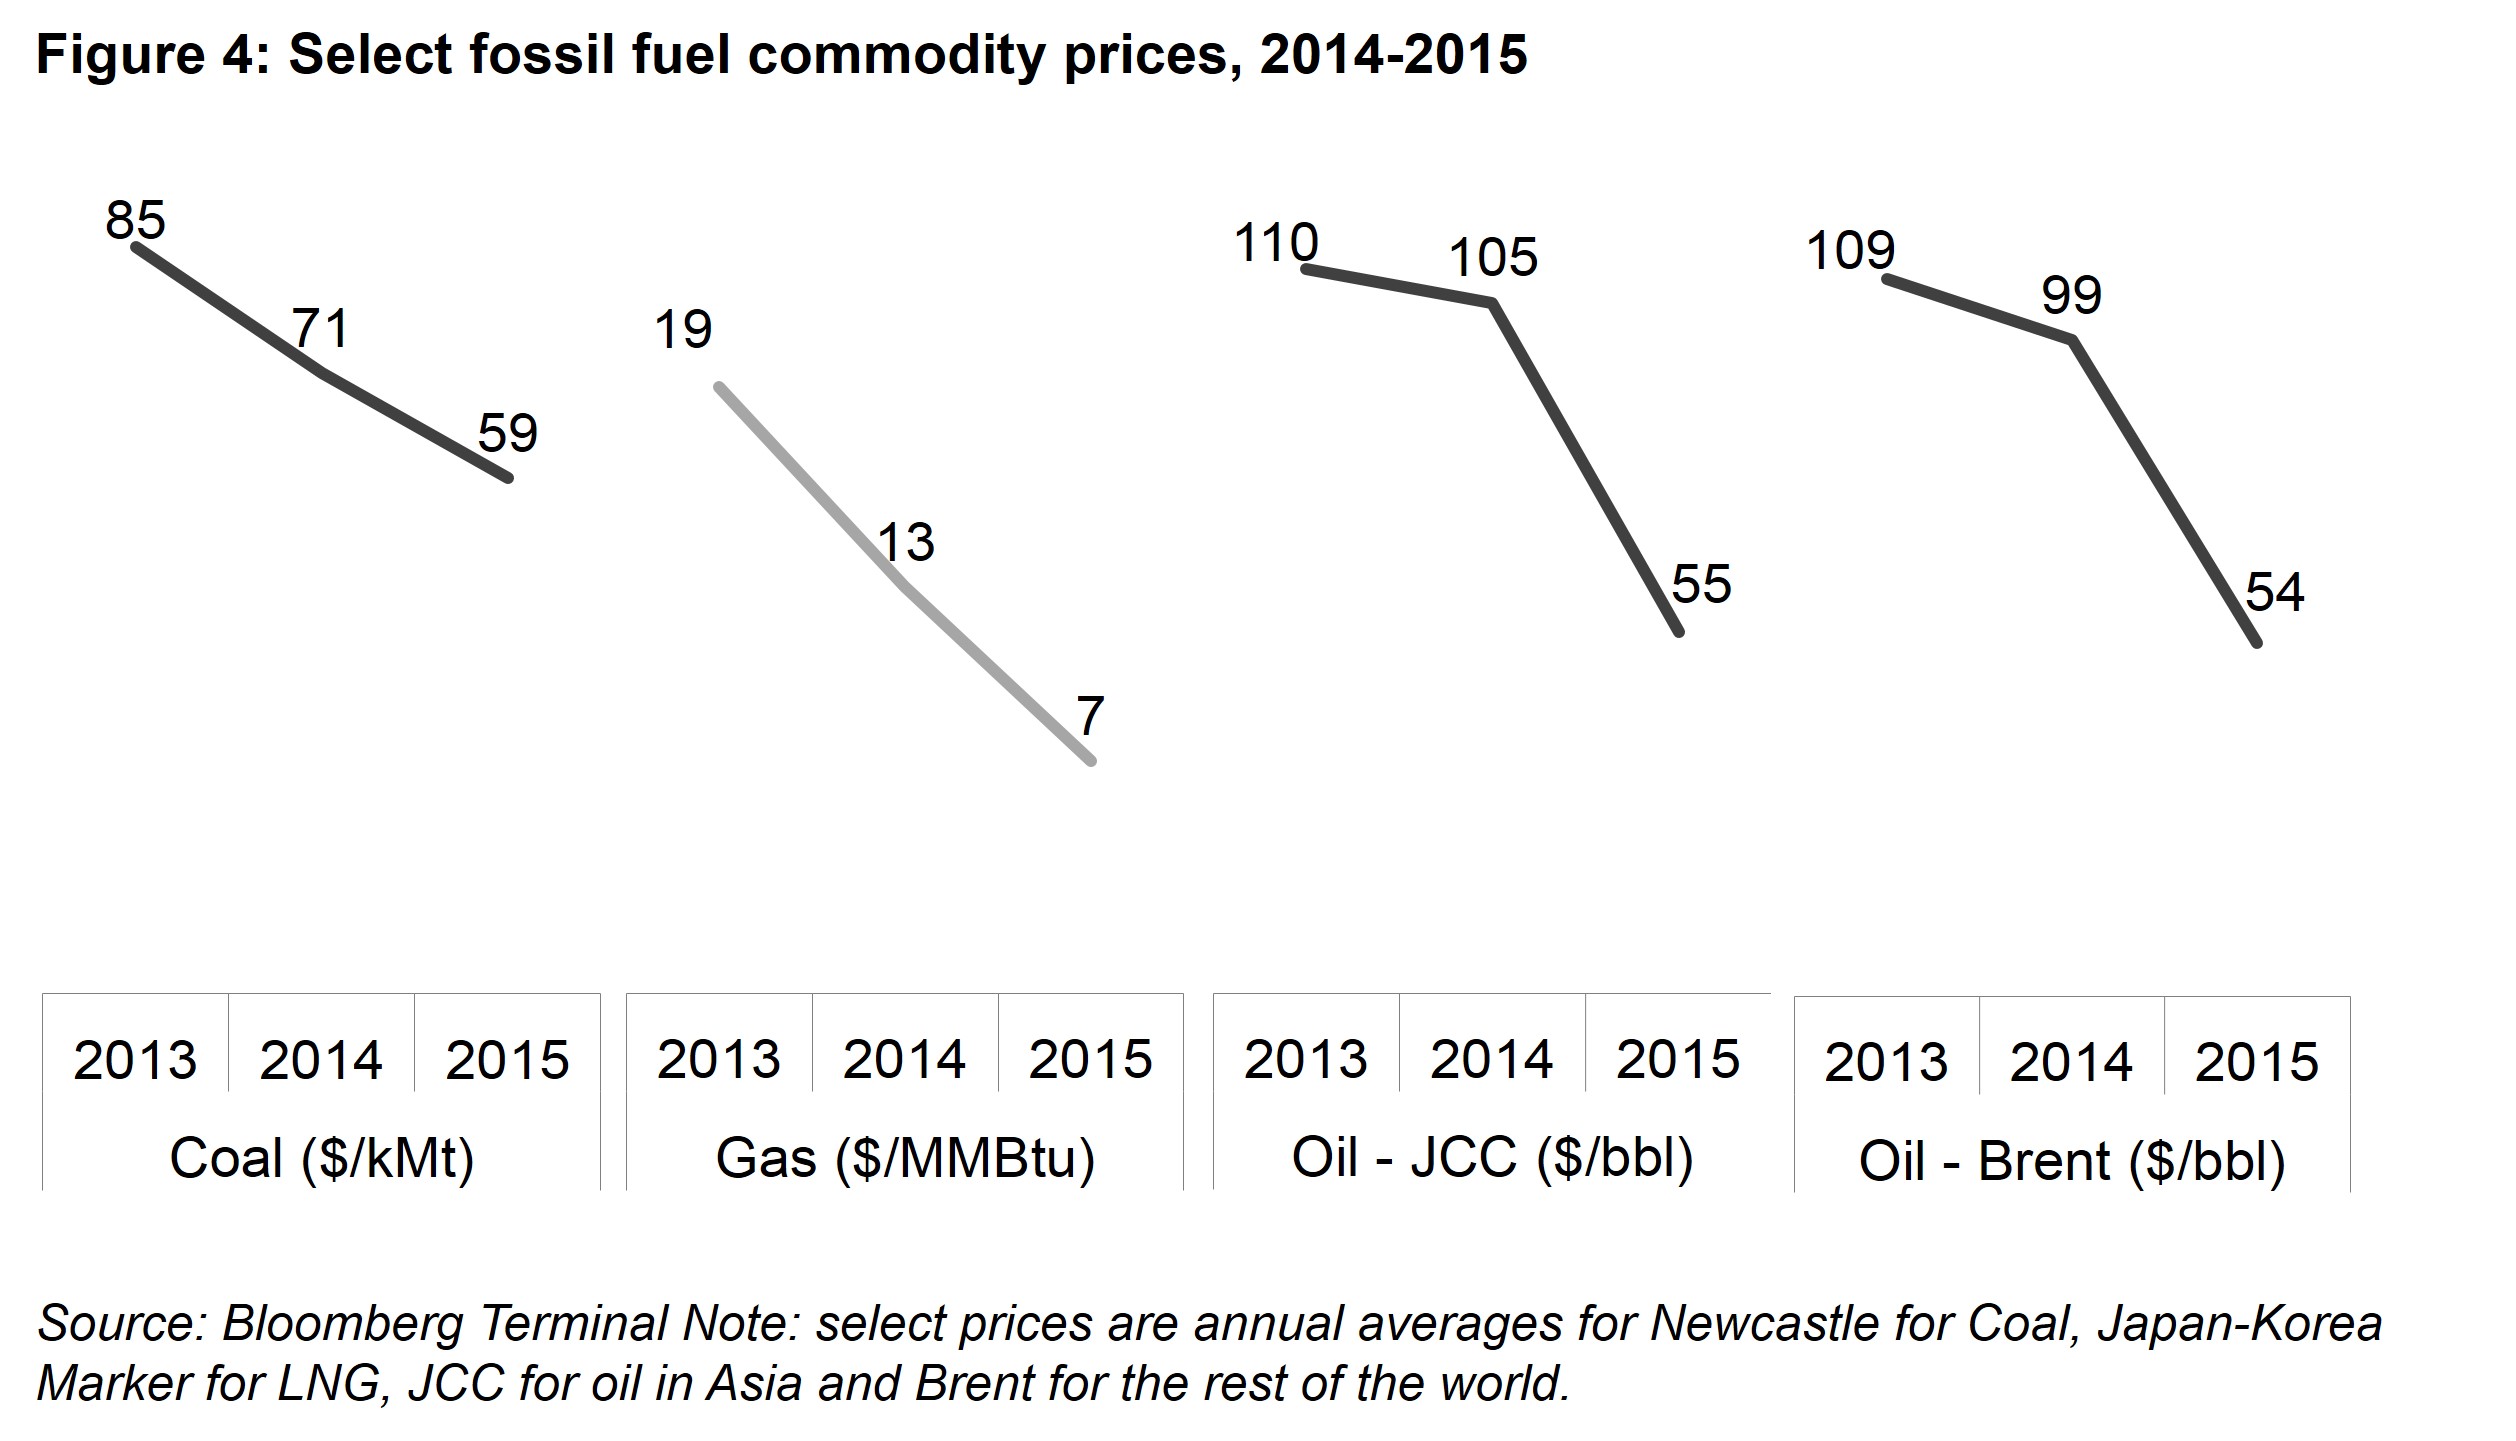 Figure 4: Select fossil fuel commodity prices, 2014-2015
85
71
59
19
13
7
110
105
55
109
99
54
2013 2014 2015
Coal ($/kMt)
2013 2014 2015
Gas ($/MMBtu)
2013 2014 2015
Oil - JCC ($/bbl)
2013 2014 2015
Oil - Brent ($/bbl)
Source: Bloomberg Terminal Note: select prices are annual averages for Newcastle for Coal, Japan-Korea
Marker for LNG, JCC for oil in Asia and Brent for the rest of the world.